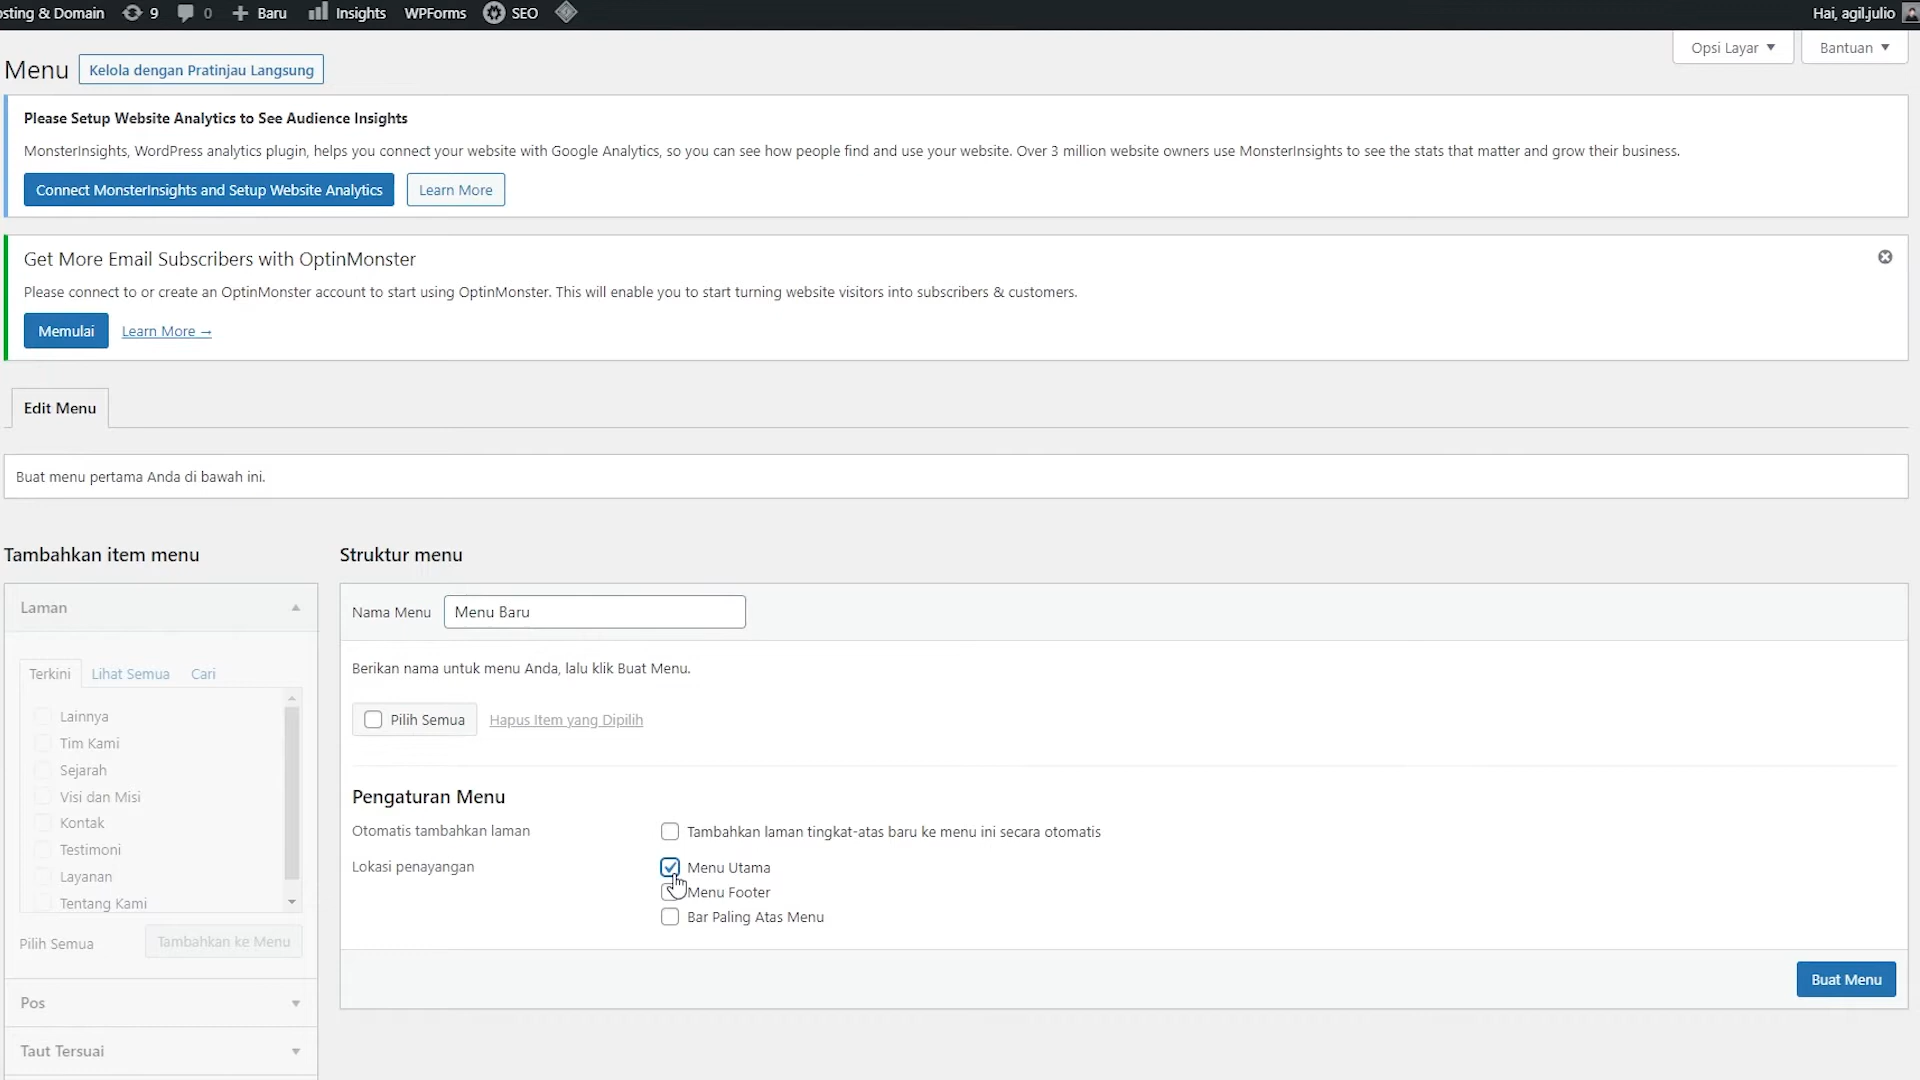 osting & Domain 9 0 Baru Insights WPForms SEO Hai, agil.julio
Opsi Layar Bantuan
Menu Kelola dengan Pratinjau Langsung
Please Setup Website Analytics to See Audience Insights
MonsterInsights, WordPress analytics plugin, helps you connect your website with Google Analytics, so you can see how people find and use your website. Over 3 million website owners use MonsterInsights to see the stats that matter and grow their business.
Connect MonsterInsights and Setup Website Analytics Learn More
Get More Email Subscribers with OptinMonster
Please connect to or create an OptinMonster account to start using OptinMonster. This will enable you to start turning website visitors into subscribers & customers.
Memulai Learn More →
Edit Menu
Buat menu pertama Anda di bawah ini.
Tambahkan item menu
Laman
Terkini Lihat Semua Cari
Lainnya
Tim Kami
Sejarah
Visi dan Misi
Kontak
Testimoni
Layanan
Tentang Kami
Pilih Semua Tambahkan ke Menu
Pos
Taut Tersuai
Struktur menu
Nama Menu Menu Baru
Berikan nama untuk menu Anda, lalu klik Buat Menu.
Pilih Semua Hapus Item yang Dipilih
Pengaturan Menu
Otomatis tambahkan laman Tambahkan laman tingkat-atas baru ke menu ini secara otomatis
Lokasi penayangan Menu Utama
Menu Footer
Bar Paling Atas Menu
Buat Menu